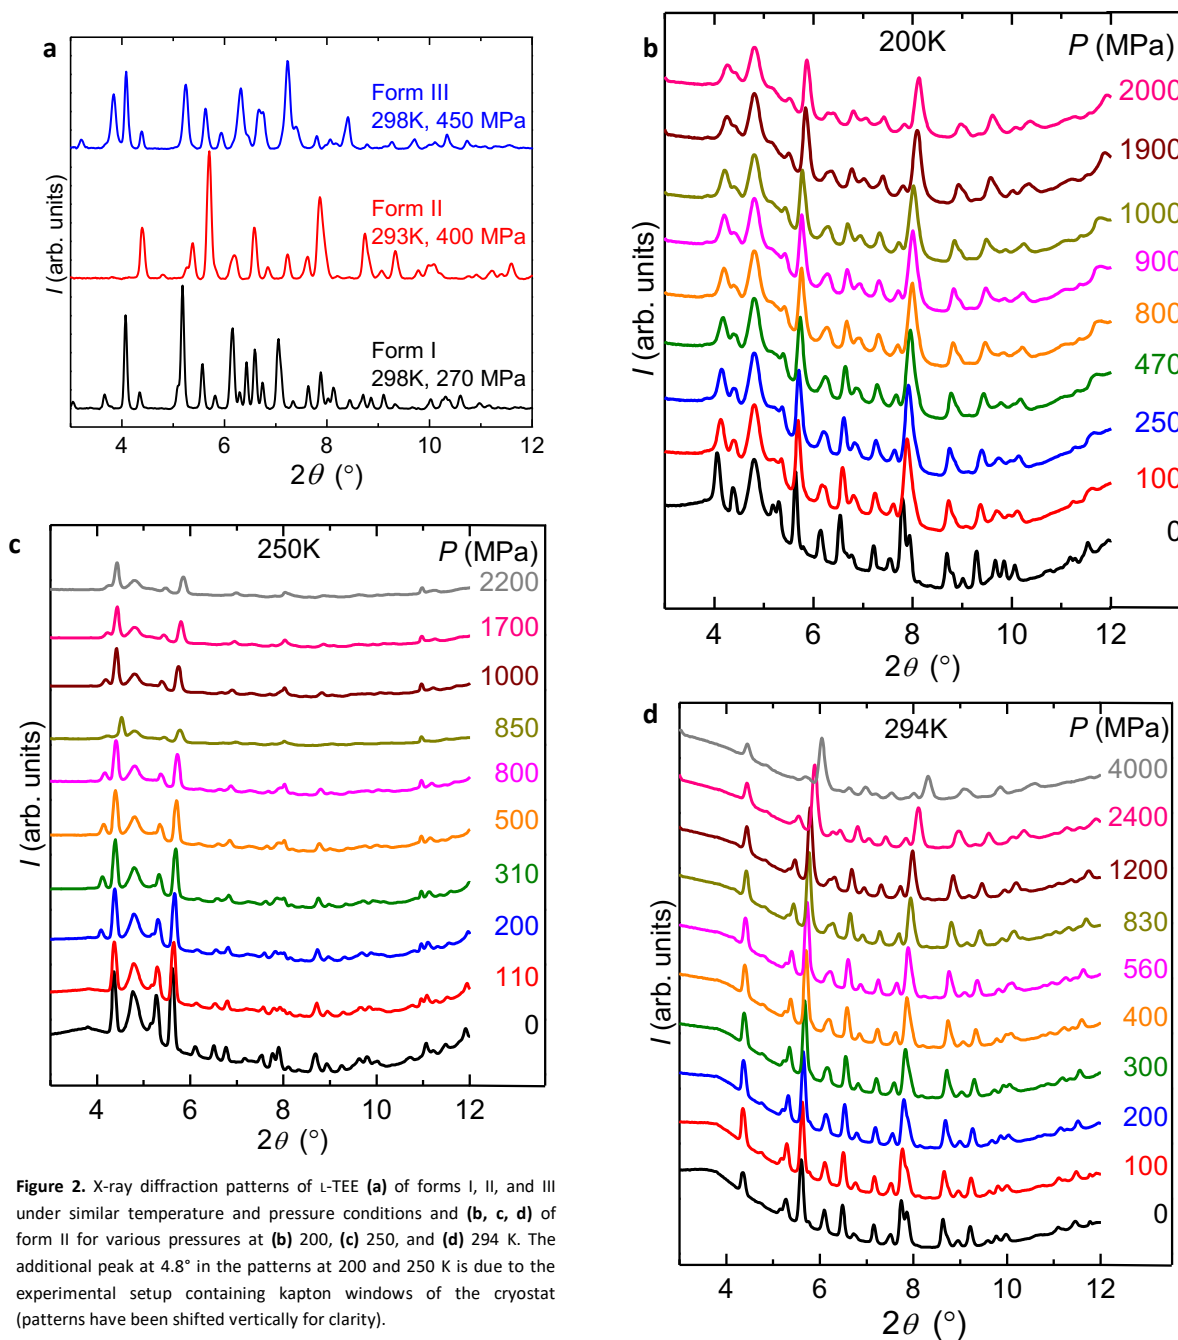 a
Form III
298K, 450 MPa
Form II
293K, 400 MPa
Form I
298K, 270 MPa
I (arb. units)
4 6 8 10 12
2θ (°)
b
200K
P (MPa)
2000
1900
1000
900
800
470
250
100
0
I (arb. units)
4 6 8 10 12
2θ (°)
c
250K
P (MPa)
2200
1700
1000
850
800
500
310
200
110
0
I (arb. units)
4 6 8 10 12
2θ (°)
d
294K
P (MPa)
4000
2400
1200
830
560
400
300
200
100
0
I (arb. units)
4 6 8 10 12
2θ (°)
Figure 2. X-ray diffraction patterns of L-TEE (a) of forms I, II, and III
under similar temperature and pressure conditions and (b, c, d) of
form II for various pressures at (b) 200, (c) 250, and (d) 294 K. The
additional peak at 4.8° in the patterns at 200 and 250 K is due to the
experimental setup containing kapton windows of the cryostat
(patterns have been shifted vertically for clarity).